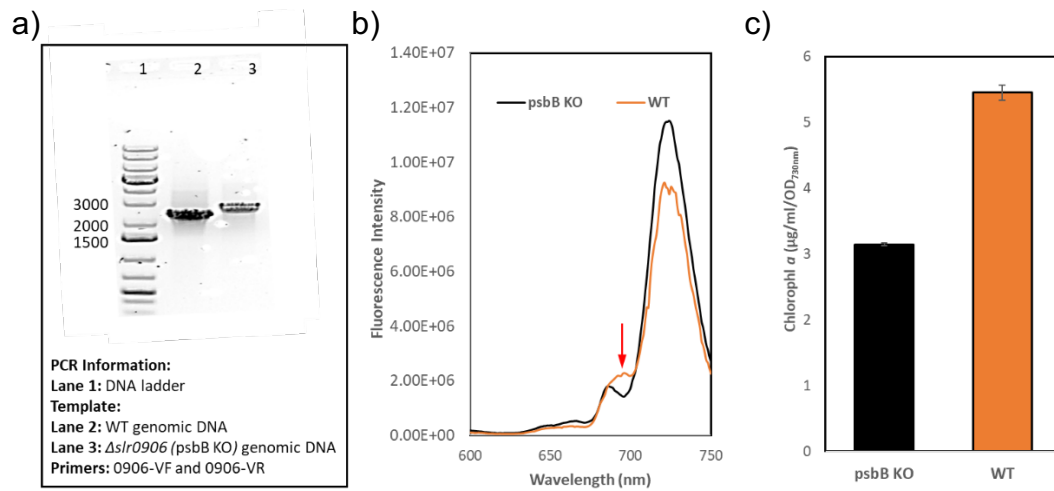 a)
1 2 3
3000
2000
1500
PCR Information:
Lane 1: DNA ladder
Template:
Lane 2: WT genomic DNA
Lane 3: Δslr0906 (psbB KO) genomic DNA
Primers: 0906-VF and 0906-VR
b)
1.40E+07
1.20E+07
1.00E+07
8.00E+06
6.00E+06
4.00E+06
2.00E+06
0.00E+00
Fluorescence Intensity
psbB KO WT
600 650 700 750
Wavelength (nm)
c)
6
5
4
3
2
1
0
Chlorophl a (µg/ml/OD730nm)
psbB KO WT